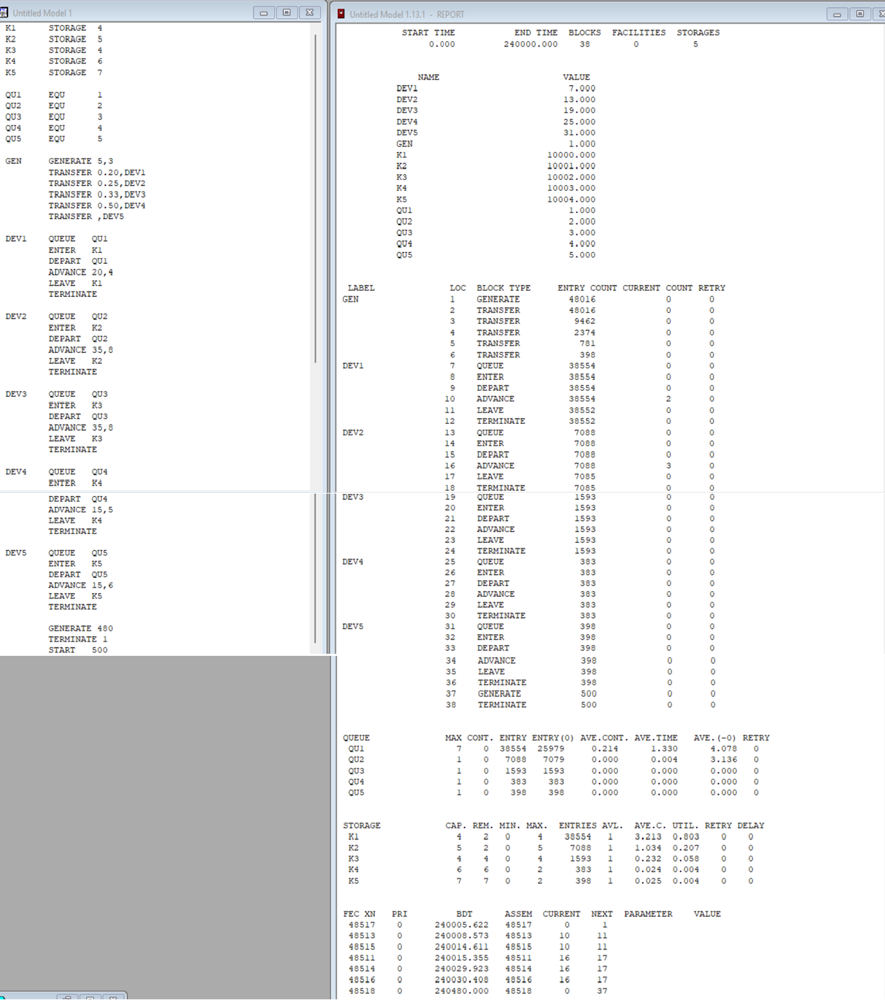 Untitled Model 1
K1 STORAGE 4
K2 STORAGE 5
K3 STORAGE 4
K4 STORAGE 6
K5 STORAGE 7
QU1 EQU 1
QU2 EQU 2
QU3 EQU 3
QU4 EQU 4
QU5 EQU 5
GEN GENERATE 5,3
TRANSFER 0.20,DEV1
TRANSFER 0.25,DEV2
TRANSFER 0.33,DEV3
TRANSFER 0.50,DEV4
TRANSFER ,DEV5
DEV1 QUEUE QU1
ENTER K1
DEPART QU1
ADVANCE 20,4
LEAVE K1
TERMINATE
DEV2 QUEUE QU2
ENTER K2
DEPART QU2
ADVANCE 35,8
LEAVE K2
TERMINATE
DEV3 QUEUE QU3
ENTER K3
DEPART QU3
ADVANCE 35,8
LEAVE K3
TERMINATE
DEV4 QUEUE QU4
ENTER K4
DEPART QU4
ADVANCE 15,5
LEAVE K4
TERMINATE
DEV5 QUEUE QU5
ENTER K5
DEPART QU5
ADVANCE 15,6
LEAVE K5
TERMINATE
GENERATE 480
TERMINATE 1
START 500
Untitled Model 1.13.1 - REPORT
START TIME END TIME BLOCKS FACILITIES STORAGES
0.000 240000.000 38 0 5
NAME VALUE
DEV1 7.000
DEV2 13.000
DEV3 19.000
DEV4 25.000
DEV5 31.000
GEN 1.000
K1 10000.000
K2 10001.000
K3 10002.000
K4 10003.000
K5 10004.000
QU1 1.000
QU2 2.000
QU3 3.000
QU4 4.000
QU5 5.000
LABEL LOC BLOCK TYPE ENTRY COUNT CURRENT COUNT RETRY
GEN 1 GENERATE 48016 0 0
2 TRANSFER 48016 0 0
3 TRANSFER 9462 0 0
4 TRANSFER 2374 0 0
5 TRANSFER 781 0 0
6 TRANSFER 398 0 0
DEV1 7 QUEUE 38554 0 0
8 ENTER 38554 0 0
9 DEPART 38554 0 0
10 ADVANCE 38554 2 0
11 LEAVE 38552 0 0
12 TERMINATE 38552 0 0
DEV2 13 QUEUE 7088 0 0
14 ENTER 7088 0 0
15 DEPART 7088 0 0
16 ADVANCE 7088 3 0
17 LEAVE 7085 0 0
18 TERMINATE 7085 0 0
DEV3 19 QUEUE 1593 0 0
20 ENTER 1593 0 0
21 DEPART 1593 0 0
22 ADVANCE 1593 0 0
23 LEAVE 1593 0 0
24 TERMINATE 1593 0 0
DEV4 25 QUEUE 383 0 0
26 ENTER 383 0 0
27 DEPART 383 0 0
28 ADVANCE 383 0 0
29 LEAVE 383 0 0
30 TERMINATE 383 0 0
DEV5 31 QUEUE 398 0 0
32 ENTER 398 0 0
33 DEPART 398 0 0
34 ADVANCE 398 0 0
35 LEAVE 398 0 0
36 TERMINATE 398 0 0
37 GENERATE 500 0 0
38 TERMINATE 500 0 0
QUEUE MAX CONT. ENTRY ENTRY(0) AVE.CONT. AVE.TIME AVE.(-0) RETRY
QU1 7 0 38554 25979 0.214 1.330 4.078 0
QU2 1 0 7088 7079 0.000 0.004 3.136 0
QU3 1 0 1593 1593 0.000 0.000 0.000 0
QU4 1 0 383 383 0.000 0.000 0.000 0
QU5 1 0 398 398 0.000 0.000 0.000 0
STORAGE CAP. REM. MIN. MAX. ENTRIES AVL. AVE.C. UTIL. RETRY DELAY
K1 4 2 0 4 38554 1 3.213 0.803 0 0
K2 5 2 0 5 7088 1 1.034 0.207 0 0
K3 4 4 0 4 1593 1 0.232 0.058 0 0
K4 6 6 0 2 383 1 0.024 0.004 0 0
K5 7 7 0 2 398 1 0.025 0.004 0 0
FEC XN PRI BDT ASSEM CURRENT NEXT PARAMETER VALUE
48517 0 240005.622 48517 0 1
48513 0 240008.573 48513 10 11
48515 0 240014.611 48515 10 11
48511 0 240015.355 48511 16 17
48514 0 240029.923 48514 16 17
48516 0 240030.408 48516 16 17
48518 0 240480.000 48518 0 37